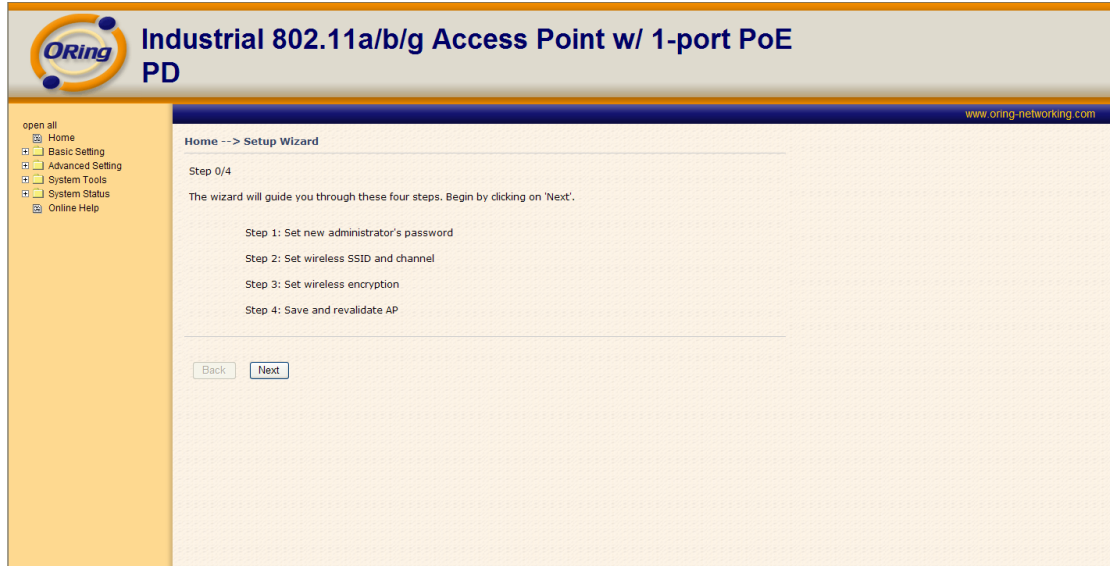 ORing
Industrial 802.11a/b/g Access Point w/ 1-port PoE
PD
www.oring-networking.com
open all
Home
Basic Setting
Advanced Setting
System Tools
System Status
Online Help
Home --> Setup Wizard
Step 0/4
The wizard will guide you through these four steps. Begin by clicking on 'Next'.
Step 1: Set new administrator's password
Step 2: Set wireless SSID and channel
Step 3: Set wireless encryption
Step 4: Save and revalidate AP
Back
Next